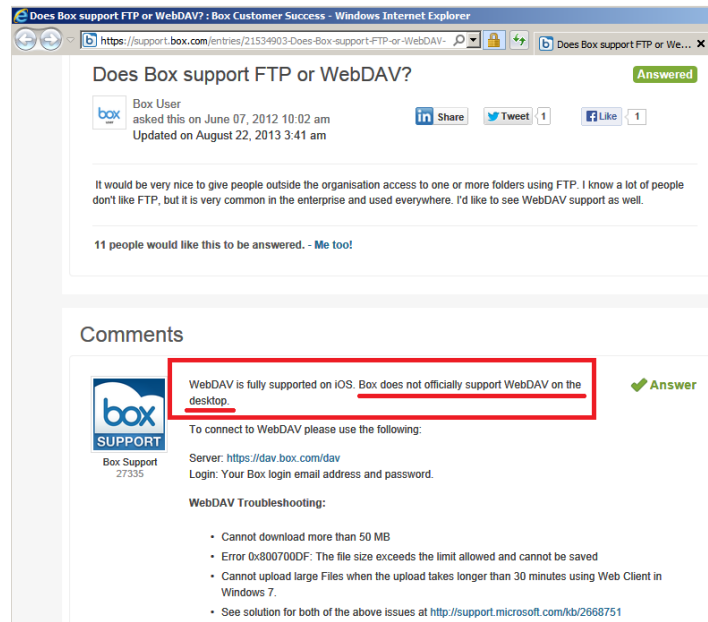 Does Box support FTP or WebDAV? : Box Customer Success - Windows Internet Explorer
https://support.box.com/entries/21534903-Does-Box-support-FTP-or-WebDAV-
Does Box support FTP or We...
Does Box support FTP or WebDAV?
Answered
box
Box User
asked this on June 07, 2012 10:02 am
Updated on August 22, 2013 3:41 am
in Share
Tweet 1
Like 1
It would be very nice to give people outside the organisation access to one or more folders using FTP. I know a lot of people
don't like FTP, but it is very common in the enterprise and used everywhere. I'd like to see WebDAV support as well.
11 people would like this to be answered. - Me too!
Comments
WebDAV is fully supported on iOS. Box does not officially support WebDAV on the
desktop.
Answer
box
SUPPORT
Box Support
27335
To connect to WebDAV please use the following:
Server: https://dav.box.com/dav
Login: Your Box login email address and password.
WebDAV Troubleshooting:
• Cannot download more than 50 MB
• Error 0x800700DF: The file size exceeds the limit allowed and cannot be saved
• Cannot upload large Files when the upload takes longer than 30 minutes using Web Client in
Windows 7.
• See solution for both of the above issues at http://support.microsoft.com/kb/2668751